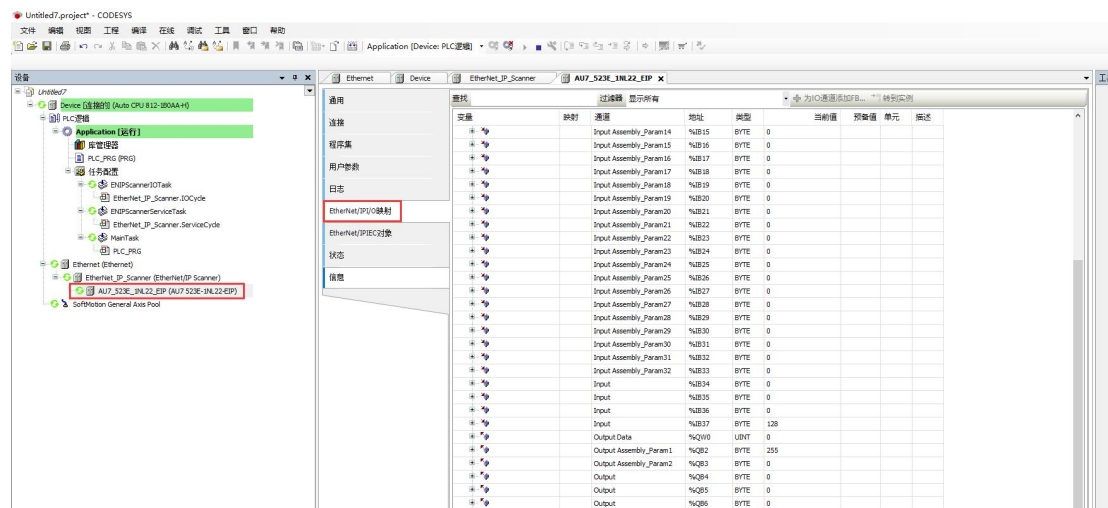 Untitled7.project* - CODESYS
文件 编辑 视图 工程 编译 在线 调试 工具 窗口 帮助
Application [Device: PLC逻辑]
设备
Untitled7
Device [连接的] (Auto CPU 812-1B0AA-H)
PLC逻辑
Application [运行]
库管理器
PLC_PRG (PRG)
任务配置
ENIPScannerIOTask
EtherNet_IP_Scanner.IOCycle
ENIPScannerServiceTask
EtherNet_IP_Scanner.ServiceCycle
MainTask
PLC_PRG
Ethernet (Ethernet)
EtherNet_IP_Scanner (EtherNet/IP Scanner)
AU7_523E_1NL22_EIP (AU7 523E-1NL22-EIP)
SoftMotion General Axis Pool
Ethernet Device EtherNet_IP_Scanner AU7_523E_1NL22_EIP
通用
连接
程序集
用户参数
日志
EtherNet/IPI/O映射
EtherNet/IPIEC对象
状态
信息
查找 过滤器 显示所有 为IO通道添加FB... 转到实例
变量 映射 通道 地址 类型 当前值 预备值 单元 描述
Input Assembly_Param14 %IB15 BYTE 0
Input Assembly_Param15 %IB16 BYTE 0
Input Assembly_Param16 %IB17 BYTE 0
Input Assembly_Param17 %IB18 BYTE 0
Input Assembly_Param18 %IB19 BYTE 0
Input Assembly_Param19 %IB20 BYTE 0
Input Assembly_Param20 %IB21 BYTE 0
Input Assembly_Param21 %IB22 BYTE 0
Input Assembly_Param22 %IB23 BYTE 0
Input Assembly_Param23 %IB24 BYTE 0
Input Assembly_Param24 %IB25 BYTE 0
Input Assembly_Param25 %IB26 BYTE 0
Input Assembly_Param26 %IB27 BYTE 0
Input Assembly_Param27 %IB28 BYTE 0
Input Assembly_Param28 %IB29 BYTE 0
Input Assembly_Param29 %IB30 BYTE 0
Input Assembly_Param30 %IB31 BYTE 0
Input Assembly_Param31 %IB32 BYTE 0
Input Assembly_Param32 %IB33 BYTE 0
Input %IB34 BYTE 0
Input %IB35 BYTE 0
Input %IB36 BYTE 0
Input %IB37 BYTE 128
Output Data %QW0 UINT 0
Output Assembly_Param1 %QB2 BYTE 255
Output Assembly_Param2 %QB3 BYTE 0
Output %QB4 BYTE 0
Output %QB5 BYTE 0
Output %QB6 BYTE 0